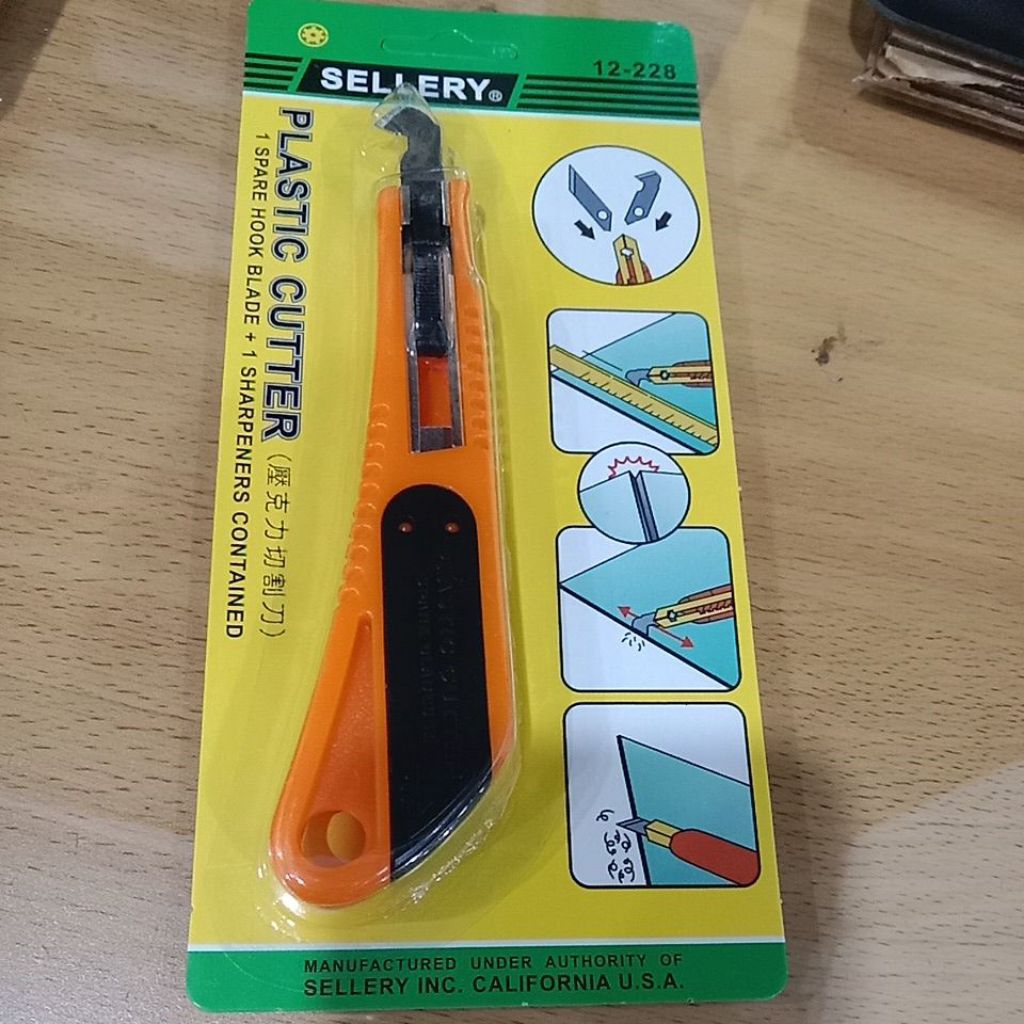 SELLERY®
12-228
PLASTIC CUTTER (壓克力切割刀)
1 SPARE HOOK BLADE + 1 SHARPENERS CONTAINED
MANUFACTURED UNDER AUTHORITY OF
SELLERY INC. CALIFORNIA U.S.A.